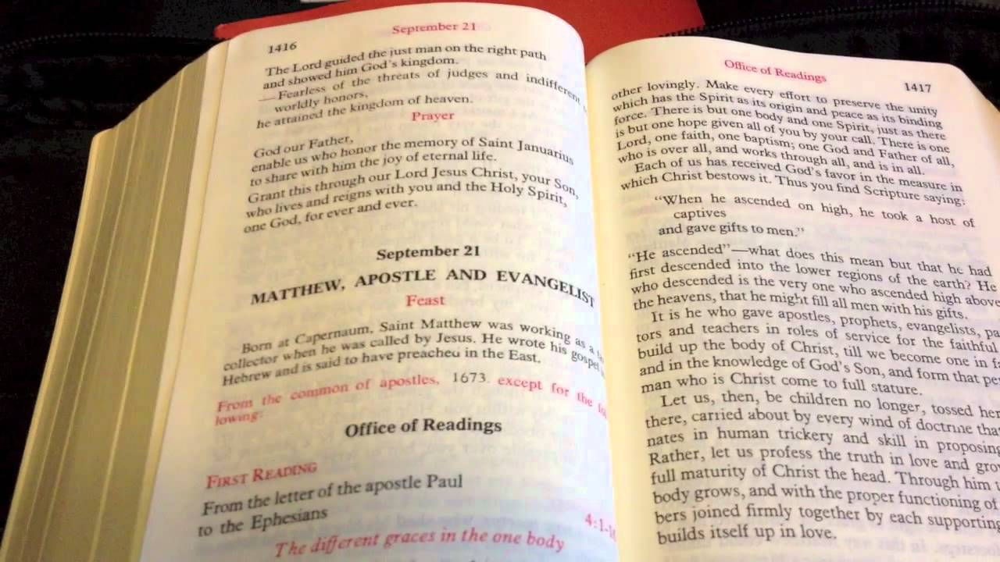 September 21
1416
The Lord guided the just man on the right path
and showed him God's kingdom.
—Fearless of the threats of judges and indifferent
worldly honors,
he attained the kingdom of heaven.
Prayer
God our Father,
enable us who honor the memory of Saint Januarius
to share with him the joy of eternal life.
Grant this through our Lord Jesus Christ, your Son,
who lives and reigns with you and the Holy Spirit,
one God, for ever and ever.
September 21
MATTHEW, APOSTLE AND EVANGELIST
Feast
Born at Capernaum, Saint Matthew was working as a
collector when he was called by Jesus. He wrote his gospel
Hebrew and is said to have preached in the East.
From the common of apostles, 1673. except for the
lowing:
Office of Readings
FIRST READING
From the letter of the apostle Paul
to the Ephesians
4:1-1
The different graces in the one body
Office of Readings
1417
other lovingly. Make every effort to preserve the unity
which has the Spirit as its origin and peace as its binding
force. There is but one body and one Spirit, just as there
is but one hope given all of you by your call. There is one
Lord, one faith, one baptism; one God and Father of all,
who is over all, and works through all, and is in all.
Each of us has received God's favor in the measure in
which Christ bestows it. Thus you find Scripture saying:
"When he ascended on high, he took a host of
captives
and gave gifts to men."
"He ascended"—what does this mean but that he had
first descended into the lower regions of the earth? He
who descended is the very one who ascended high above
the heavens, that he might fill all men with his gifts.
It is he who gave apostles, prophets, evangelists, pa
tors and teachers in roles of service for the faithful
build up the body of Christ, till we become one in fa
and in the knowledge of God's Son, and form that pe
man who is Christ come to full stature.
Let us, then, be children no longer, tossed her
there, carried about by every wind of doctrine tha
nates in human trickery and skill in proposing
Rather, let us profess the truth in love and gro
full maturity of Christ the head. Through him
body grows, and with the proper functioning of
bers joined firmly together by each supporting
builds itself up in love.